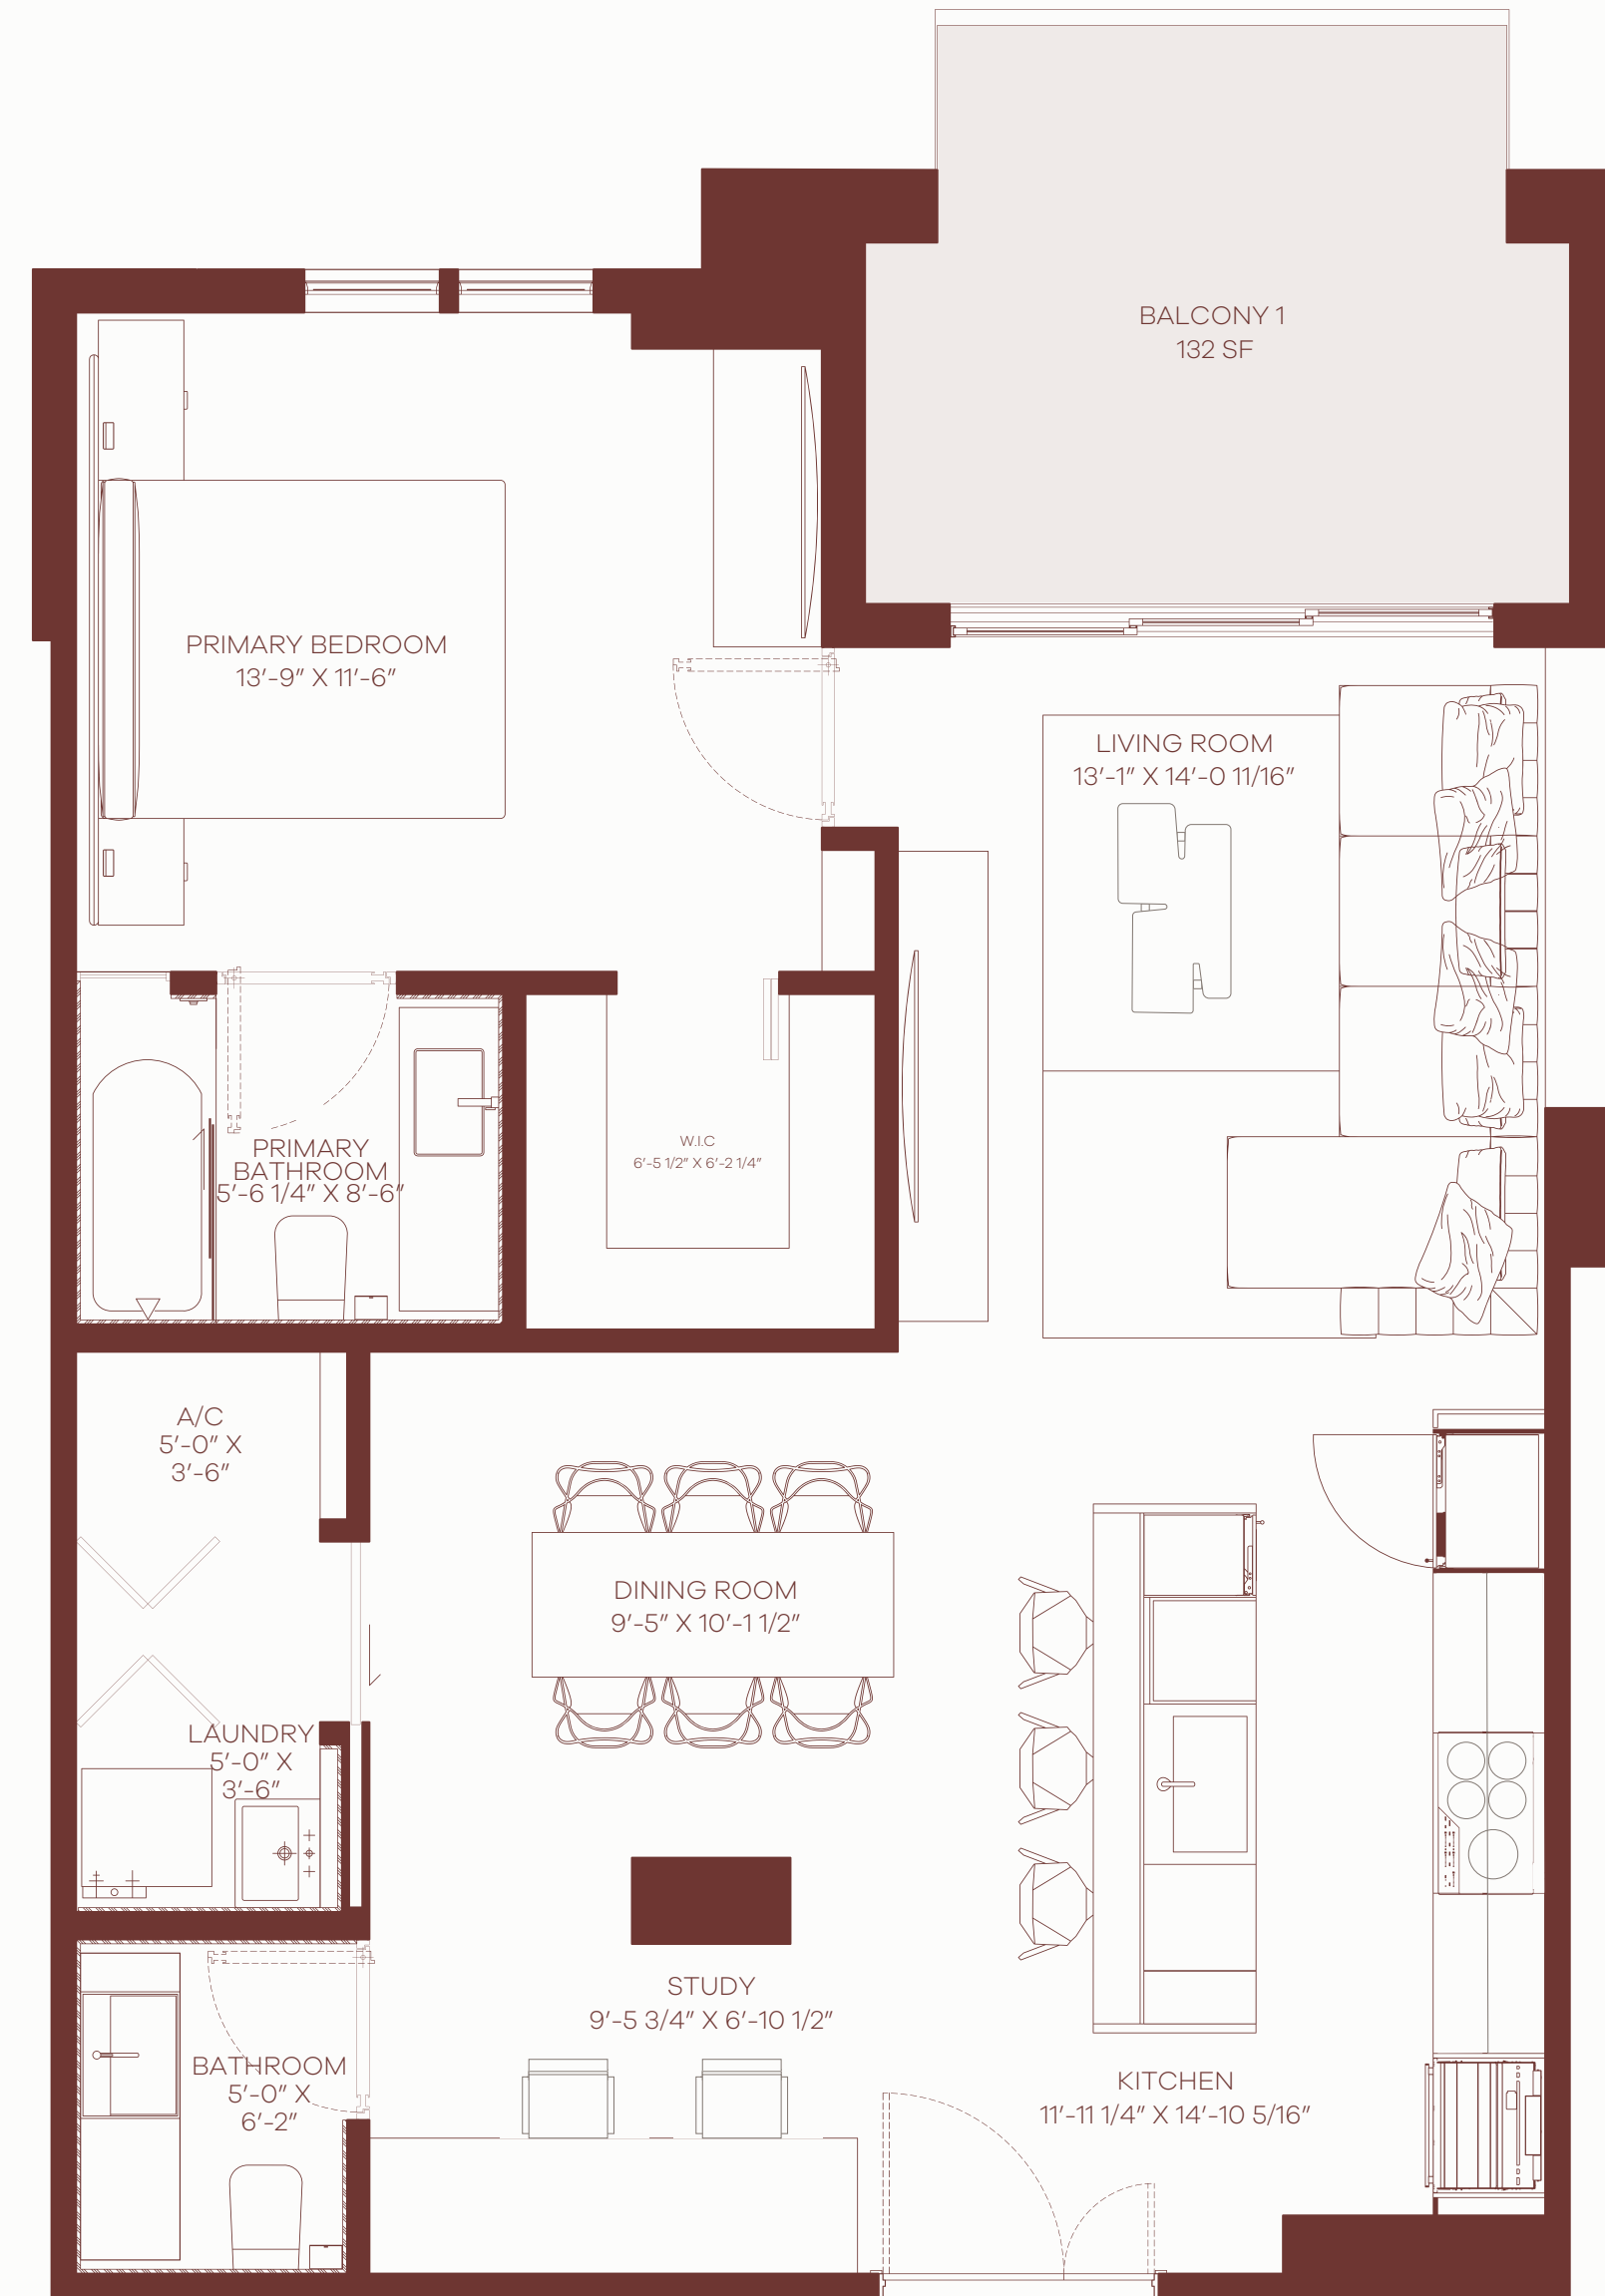 BALCONY 1
132 SF
PRIMARY BEDROOM
13'-9" X 11'-6"
LIVING ROOM
13'-1" X 14'-0 11/16"
PRIMARY
BATHROOM
5'-6 1/4" X 8'-6"
W.I.C
6'-5 1/2" X 6'-2 1/4"
A/C
5'-0" X
3'-6"
DINING ROOM
9'-5" X 10'-1 1/2"
LAUNDRY
5'-0" X
3'-6"
STUDY
9'-5 3/4" X 6'-10 1/2"
BATHROOM
5'-0" X
6'-2"
KITCHEN
11'-11 1/4" X 14'-10 5/16"